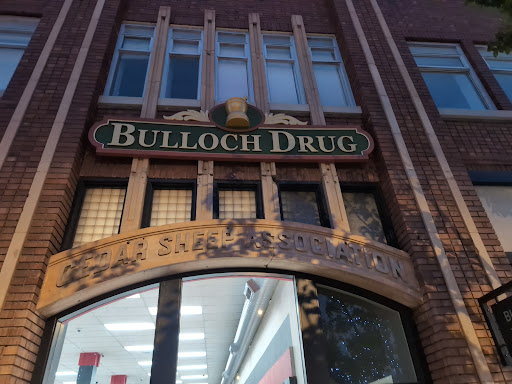 BULLOCH DRUG
CEDAR SHEEP ASSOCIATION